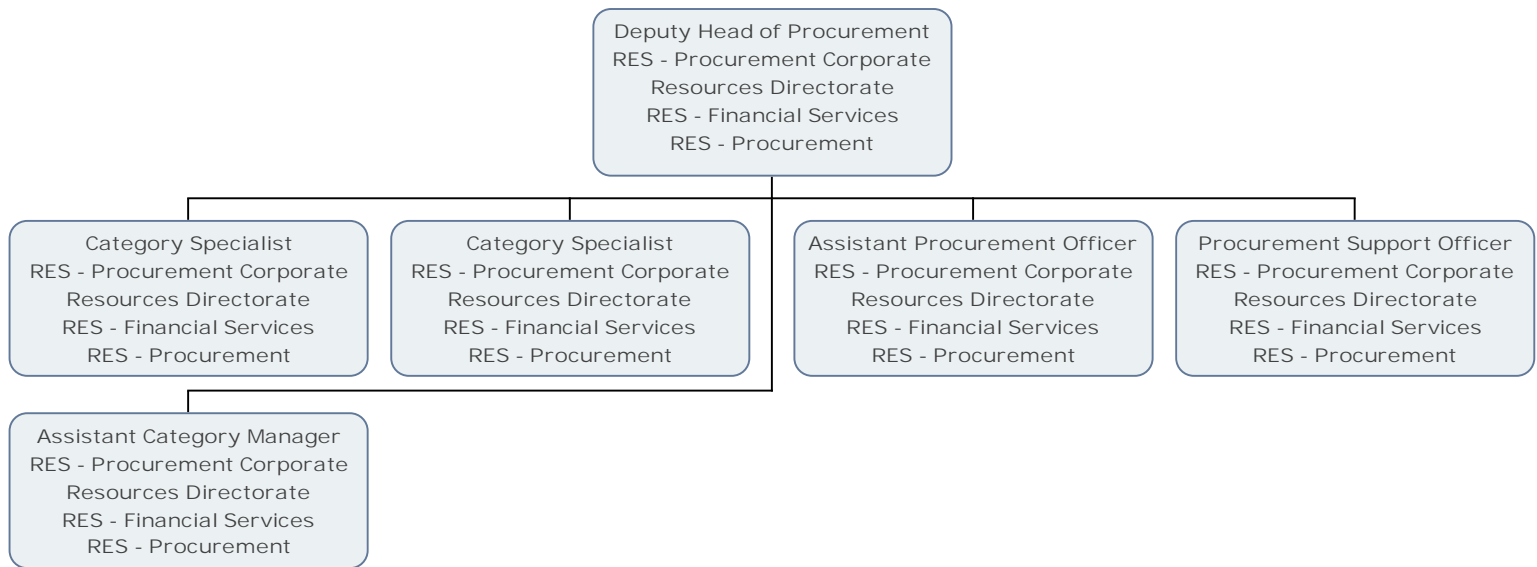 Deputy Head of Procurement
RES - Procurement Corporate
Resources Directorate
RES - Financial Services
RES - Procurement
Category Specialist
RES - Procurement Corporate
Resources Directorate
RES - Financial Services
RES - Procurement
Category Specialist
RES - Procurement Corporate
Resources Directorate
RES - Financial Services
RES - Procurement
Assistant Procurement Officer
RES - Procurement Corporate
Resources Directorate
RES - Financial Services
RES - Procurement
Procurement Support Officer
RES - Procurement Corporate
Resources Directorate
RES - Financial Services
RES - Procurement
Assistant Category Manager
RES - Procurement Corporate
Resources Directorate
RES - Financial Services
RES - Procurement